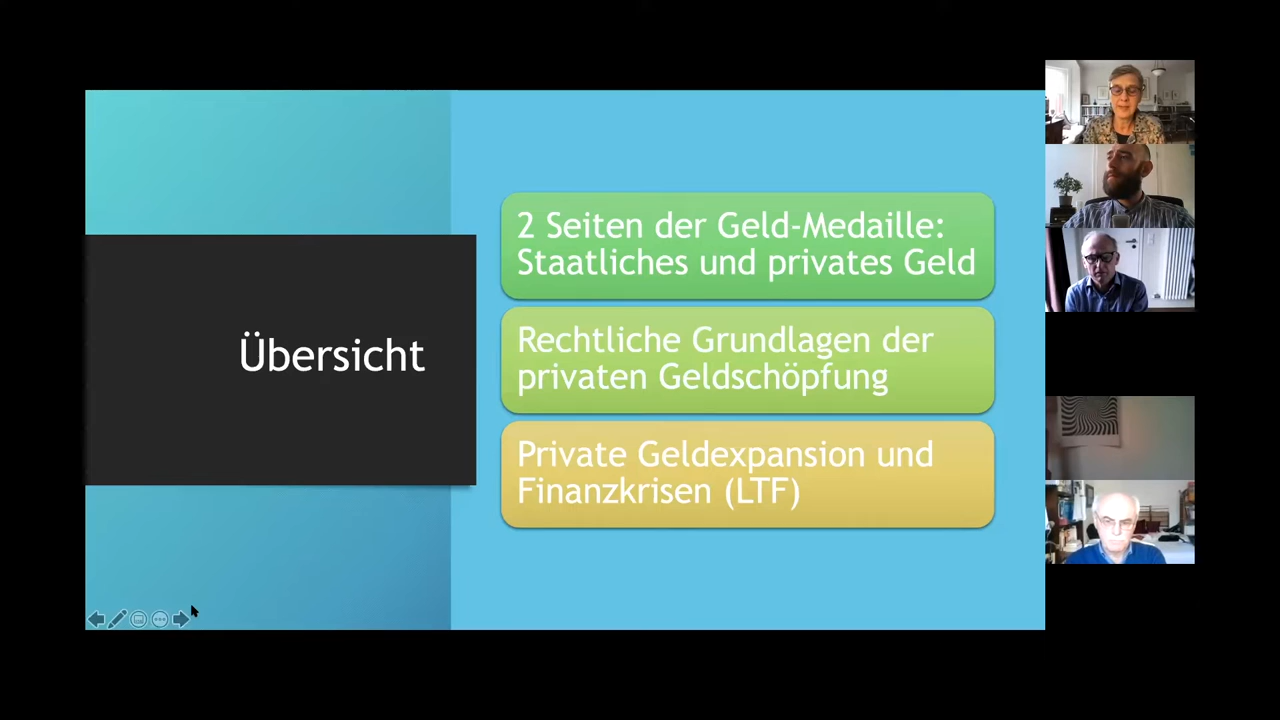 Übersicht
2 Seiten der Geld-Medaille:
Staatliches und privates Geld
Rechtliche Grundlagen der
privaten Geldschöpfung
Private Geldexpansion und
Finanzkrisen (LTF)